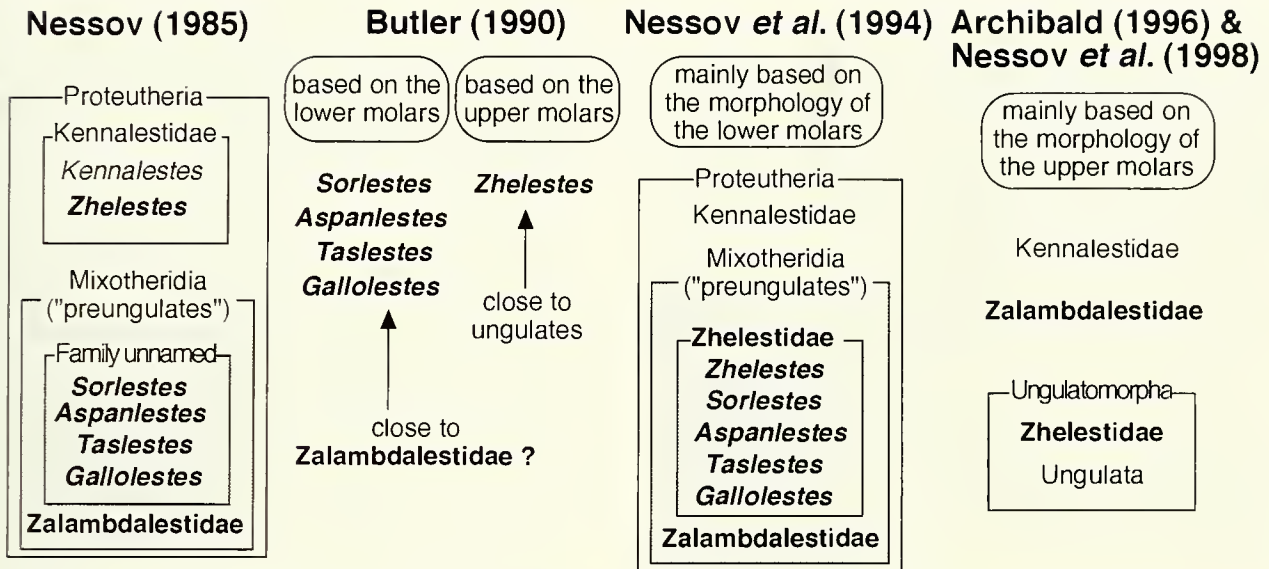 Nessov (1985)
Proteutheria
Kennalestidae
Kennalestes
Zhelestes
Mixotheridia
("preungulates")
Family unnamed
Sorlestes
Aspanlestes
Taslestes
Gallolestes
Zalambdalestidae
Butler (1990)
based on the
lower molars
Sorlestes
Aspanlestes
Taslestes
Gallolestes
close to
Zalambdalestidae ?
based on the
upper molars
Zhelestes
close to
ungulates
Nessov et al. (1994)
mainly based on
the morphology of
the lower molars
Proteutheria
Kennalestidae
Mixotheridia
("preungulates")
Zhelestidae
Zhelestes
Sorlestes
Aspanlestes
Taslestes
Gallolestes
Zalambdalestidae
Archibald (1996) &
Nessov et al. (1998)
mainly based on
the morphology of
the upper molars
Kennalestidae
Zalambdalestidae
Ungulatomorpha
Zhelestidae
Ungulata